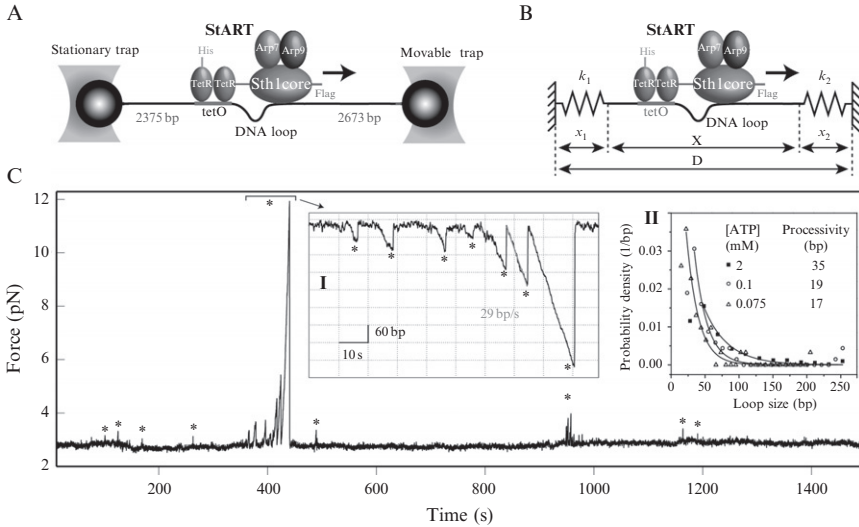 A
StART
Stationary trap
His
Arp7
Arp9
Movable trap
TetR
TetR
Sth1core
Flag
2375 bp
tetO
DNA loop
2673 bp
B
StART
His
Arp7
Arp9
k1
k2
TetR
TetR
Sth1core
Flag
tetO
DNA loop
x1
X
x2
D
C
12
10
8
6
4
2
Force (pN)
*
I
* * * * * * *
29 bp/s
60 bp
10 s
II
[ATP] Processivity
(mM) (bp)
2 35
0.1 19
0.075 17
Probability density (1/bp)
0.03
0.02
0.01
0.00
0 50 100 150 200 250
Loop size (bp)
* * * * * * * *
200 400 600 800 1000 1200 1400
Time (s)